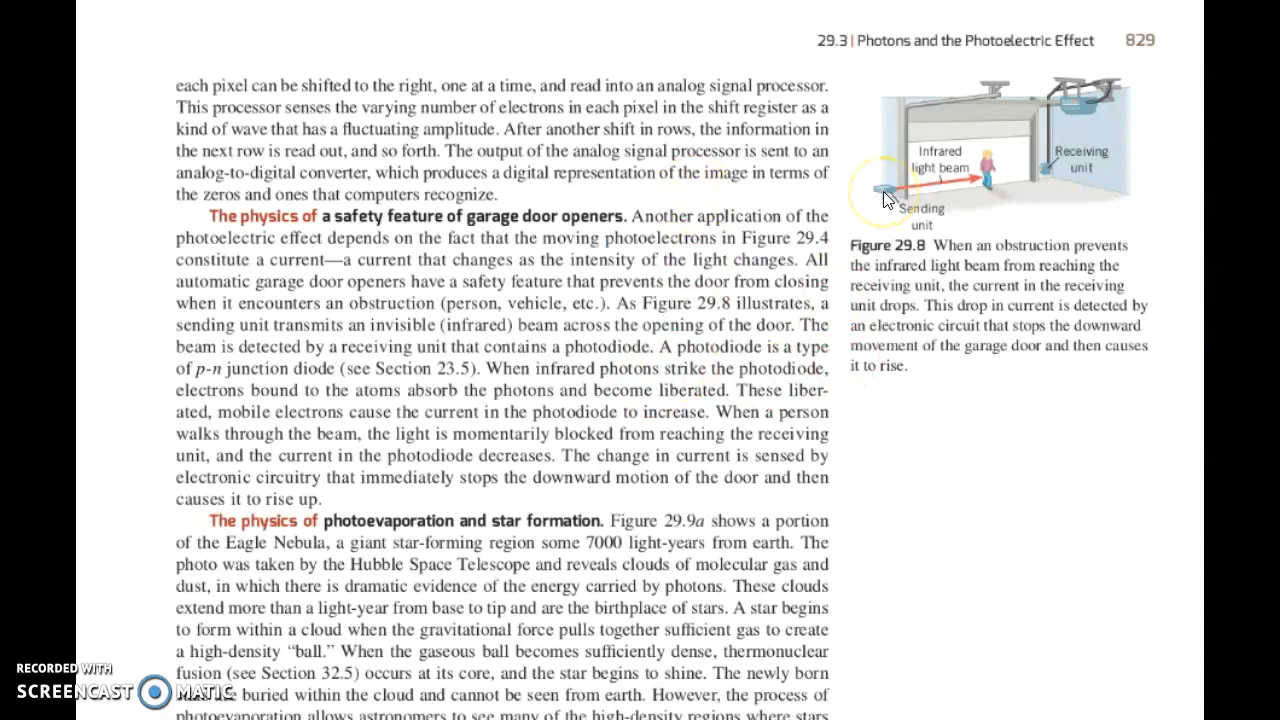 29.3 | Photons and the Photoelectric Effect 829
each pixel can be shifted to the right, one at a time, and read into an analog signal processor.
This processor senses the varying number of electrons in each pixel in the shift register as a
kind of wave that has a fluctuating amplitude. After another shift in rows, the information in
the next row is read out, and so forth. The output of the analog signal processor is sent to an
analog-to-digital converter, which produces a digital representation of the image in terms of
the zeros and ones that computers recognize.
The physics of a safety feature of garage door openers. Another application of the
photoelectric effect depends on the fact that the moving photoelectrons in Figure 29.4
constitute a current—a current that changes as the intensity of the light changes. All
automatic garage door openers have a safety feature that prevents the door from closing
when it encounters an obstruction (person, vehicle, etc.). As Figure 29.8 illustrates, a
sending unit transmits an invisible (infrared) beam across the opening of the door. The
beam is detected by a receiving unit that contains a photodiode. A photodiode is a type
of p-n junction diode (see Section 23.5). When infrared photons strike the photodiode,
electrons bound to the atoms absorb the photons and become liberated. These liber-
ated, mobile electrons cause the current in the photodiode to increase. When a person
walks through the beam, the light is momentarily blocked from reaching the receiving
unit, and the current in the photodiode decreases. The change in current is sensed by
electronic circuitry that immediately stops the downward motion of the door and then
causes it to rise up.
The physics of photoevaporation and star formation. Figure 29.9a shows a portion
of the Eagle Nebula, a giant star-forming region some 7000 light-years from earth. The
photo was taken by the Hubble Space Telescope and reveals clouds of molecular gas and
dust, in which there is dramatic evidence of the energy carried by photons. These clouds
extend more than a light-year from base to tip and are the birthplace of stars. A star begins
to form within a cloud when the gravitational force pulls together sufficient gas to create
a high-density “ball.” When the gaseous ball becomes sufficiently dense, thermonuclear
fusion (see Section 32.5) occurs at its core, and the star begins to shine. The newly born
buried within the cloud and cannot be seen from earth. However, the process of
photoevaporation allows astronomers to see many of the high-density regions where stars
Infrared
light beam
Receiving
unit
Sending
unit
Figure 29.8 When an obstruction prevents
the infrared light beam from reaching the
receiving unit, the current in the receiving
unit drops. This drop in current is detected by
an electronic circuit that stops the downward
movement of the garage door and then causes
it to rise.
RECORDED WITH
SCREENCAST MATIC